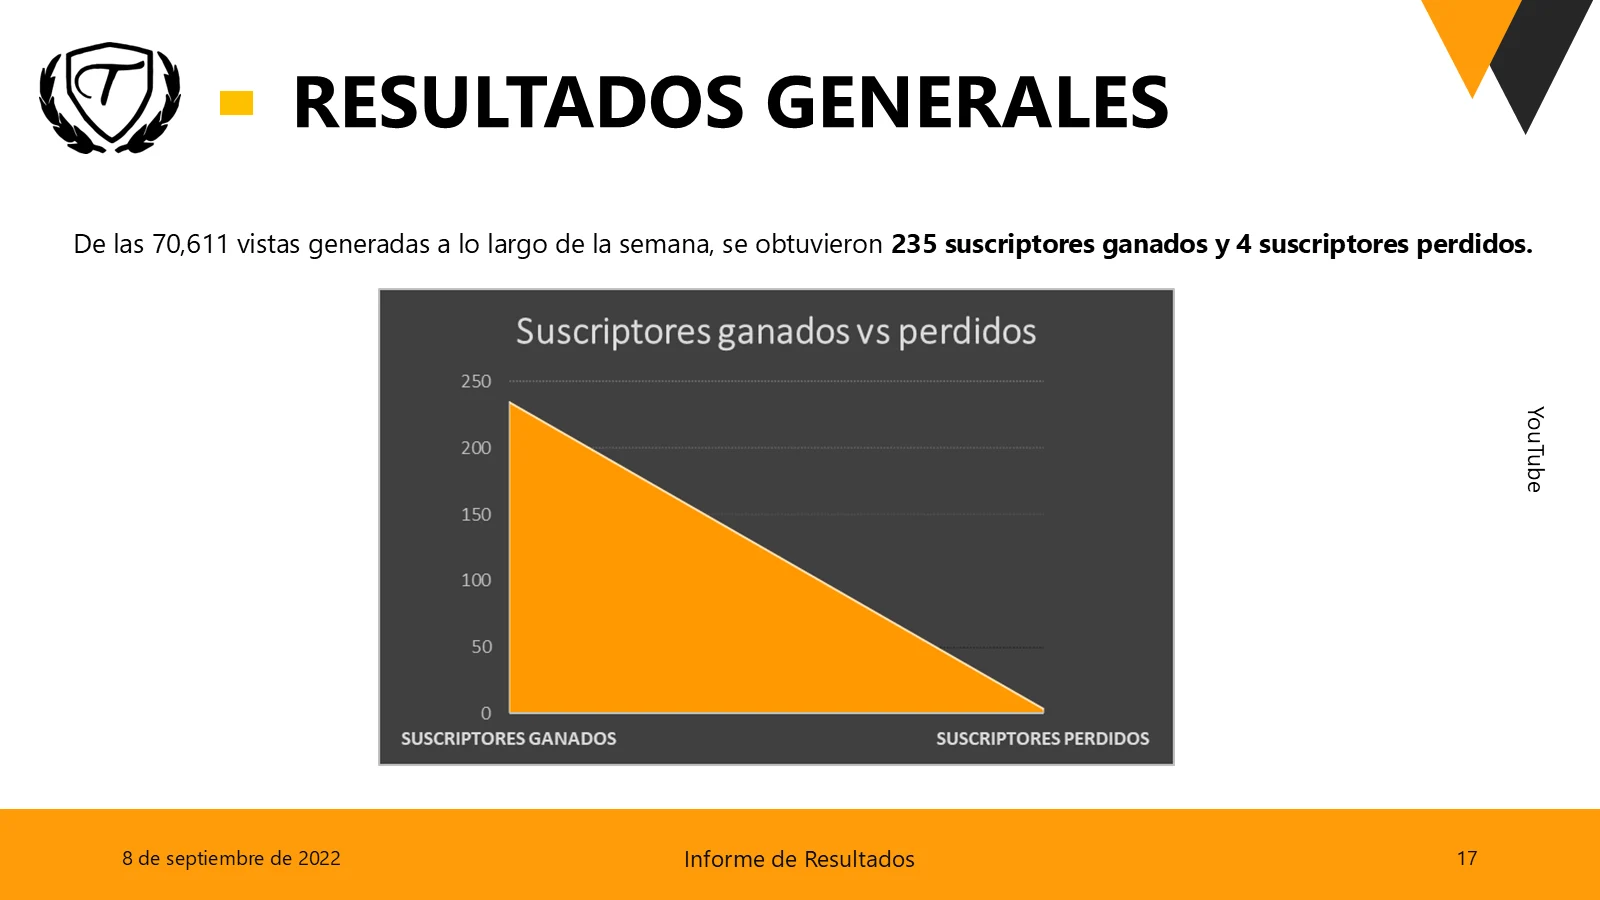 T
RESULTADOS GENERALES
De las 70,611 vistas generadas a lo largo de la semana, se obtuvieron 235 suscriptores ganados y 4 suscriptores perdidos.
Suscriptores ganados vs perdidos
250
200
150
100
50
0
SUSCRIPTORES GANADOS
SUSCRIPTORES PERDIDOS
YouTube
8 de septiembre de 2022
Informe de Resultados
17